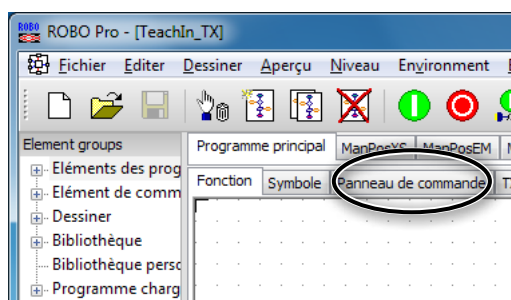 ROBO Pro - [TeachIn_TX]
Fichier Editer Dessiner Aperçu Niveau Environment
Element groups
Programme principal ManPosEM
Eléments des prog
Fonction Symbole Panneau de commande
Elément de comm
Dessiner
Bibliothèque
Bibliothèque perso
Programme charg